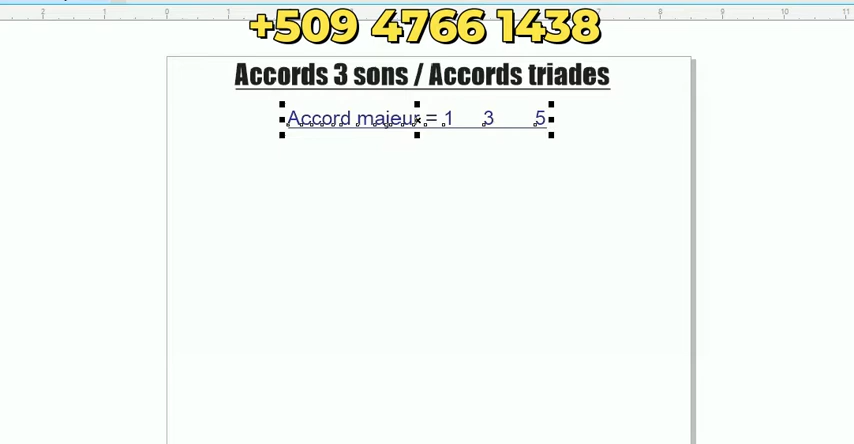 +509 4766 1438
Accords 3 sons / Accords triades
Accord majeur = 1 3 5